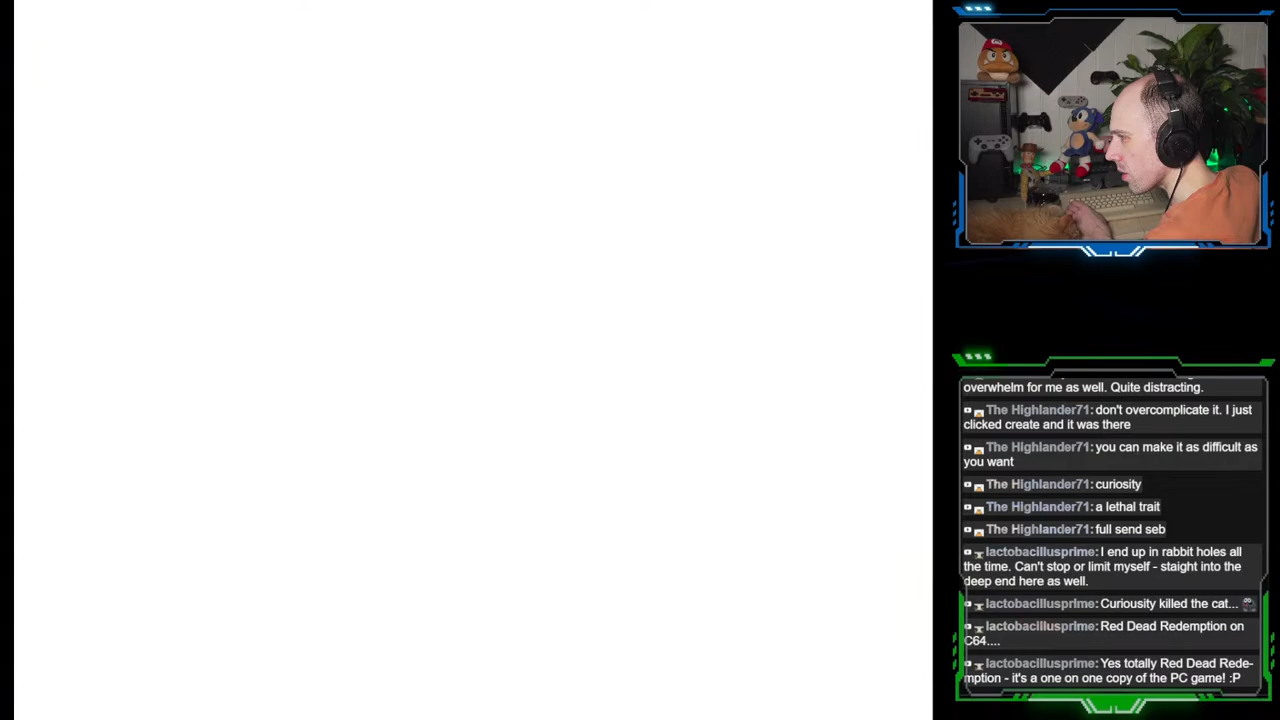 overwhelm for me as well. Quite distracting.
The Highlander71: don't overcomplicate it. I just
clicked create and it was there
The Highlander71: you can make it as difficult as
you want
The Highlander71: curiosity
The Highlander71: a lethal trait
The Highlander71: full send seb
lactobacillusprime: I end up in rabbit holes all
the time. Can't stop or limit myself - staight into the
deep end here as well.
lactobacillusprime: Curiousity killed the cat...
lactobacillusprime: Red Dead Redemption on
C64....
lactobacillusprime: Yes totally Red Dead Rede-
mption - it's a one on one copy of the PC game! :P